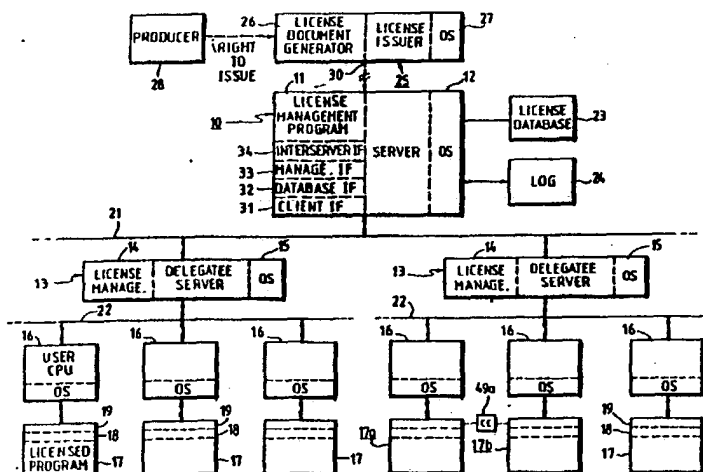 26 LICENSE DOCUMENT GENERATOR LICENSE ISSUER OS 27
PRODUCER
RIGHT TO ISSUE
28 30 25
11 12
10 LICENSE MANAGEMENT PROGRAM
SERVER OS
LICENSE DATABASE 23
34 INTERSERVER IF
33 MANAGE. IF
32 DATABASE IF
31 CLIENT IF
LOG 24
21
14 15 14 15
13 LICENSE MANAGE. DELEGATEE SERVER OS 13 LICENSE MANAGE. DELEGATEE SERVER OS
22 22
16 16 16 16 16 16
USER CPU
OS OS OS OS OS OS
49a
CC
19 19 19
18 18 18
LICENSED PROGRAM 17 17 17 17a 17b 17